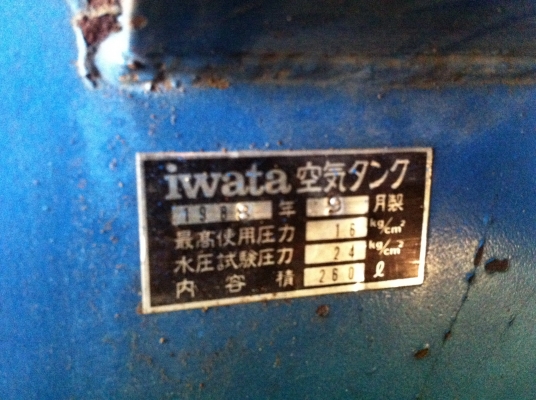 iwata 空気タンク
年 月製
最高使用圧力 16 kg/cm²
水圧試験圧力 24 kg/cm²
内容積 260 ℓ